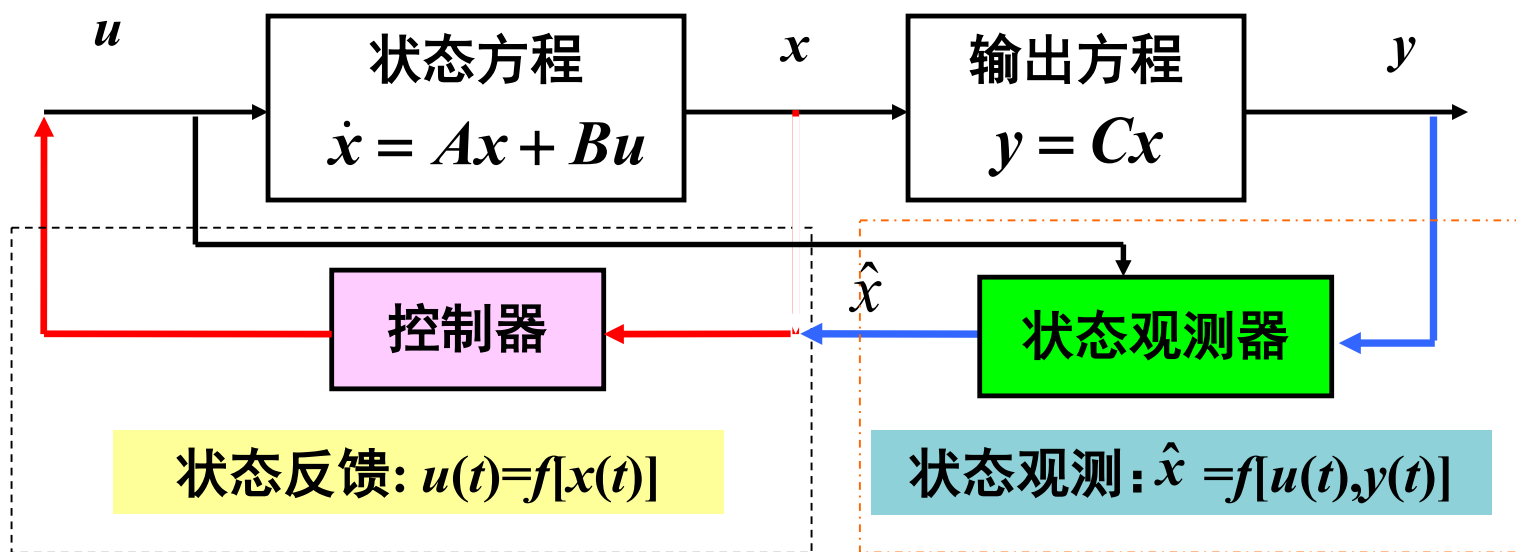 u
状态方程
ẋ = Ax + Bu
x
输出方程
y = Cx
y
控制器
x̂
状态观测器
状态反馈: u(t)=f[x(t)]
状态观测：x̂ =f[u(t),y(t)]